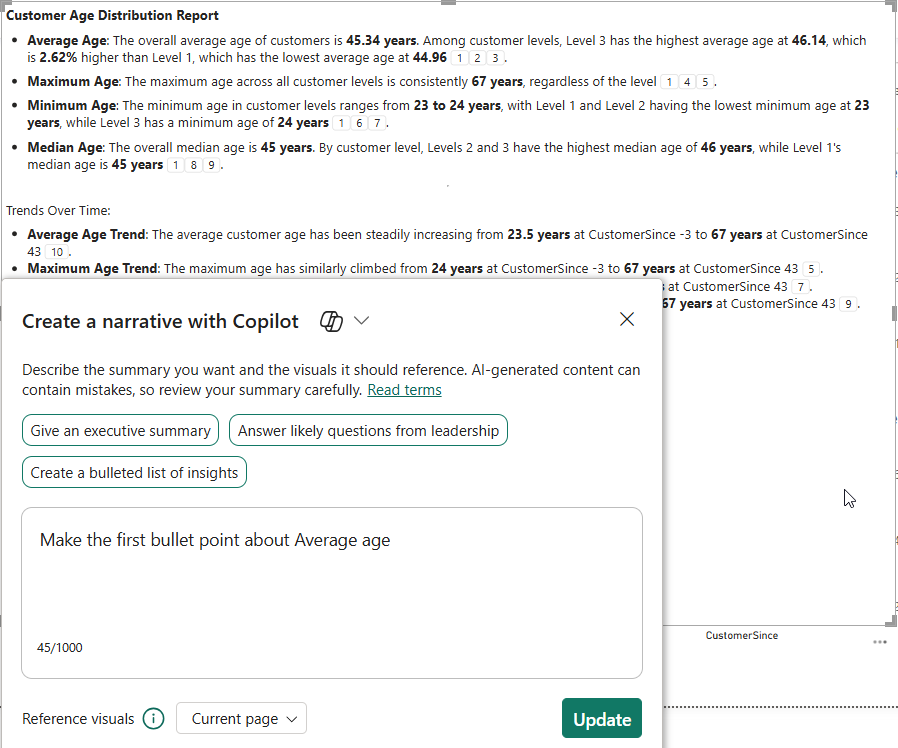 Customer Age Distribution Report
• Average Age: The overall average age of customers is 45.34 years. Among customer levels, Level 3 has the highest average age at 46.14, which
is 2.62% higher than Level 1, which has the lowest average age at 44.96 1 2 3 .
• Maximum Age: The maximum age across all customer levels is consistently 67 years, regardless of the level 1 4 5 .
• Minimum Age: The minimum age in customer levels ranges from 23 to 24 years, with Level 1 and Level 2 having the lowest minimum age at 23
years, while Level 3 has a minimum age of 24 years 1 6 7 .
• Median Age: The overall median age is 45 years. By customer level, Levels 2 and 3 have the highest median age of 46 years, while Level 1's
median age is 45 years 1 8 9 .
Trends Over Time:
• Average Age Trend: The average customer age has been steadily increasing from 23.5 years at CustomerSince -3 to 67 years at CustomerSince
43 10 .
• Maximum Age Trend: The maximum age has similarly climbed from 24 years at CustomerSince -3 to 67 years at CustomerSince 43 5 .
at CustomerSince 43 7 .
67 years at CustomerSince 43 9 .
Create a narrative with Copilot
Describe the summary you want and the visuals it should reference. AI-generated content can
contain mistakes, so review your summary carefully. Read terms
Give an executive summary
Answer likely questions from leadership
Create a bulleted list of insights
Make the first bullet point about Average age
45/1000
CustomerSince
Reference visuals
Current page
Update